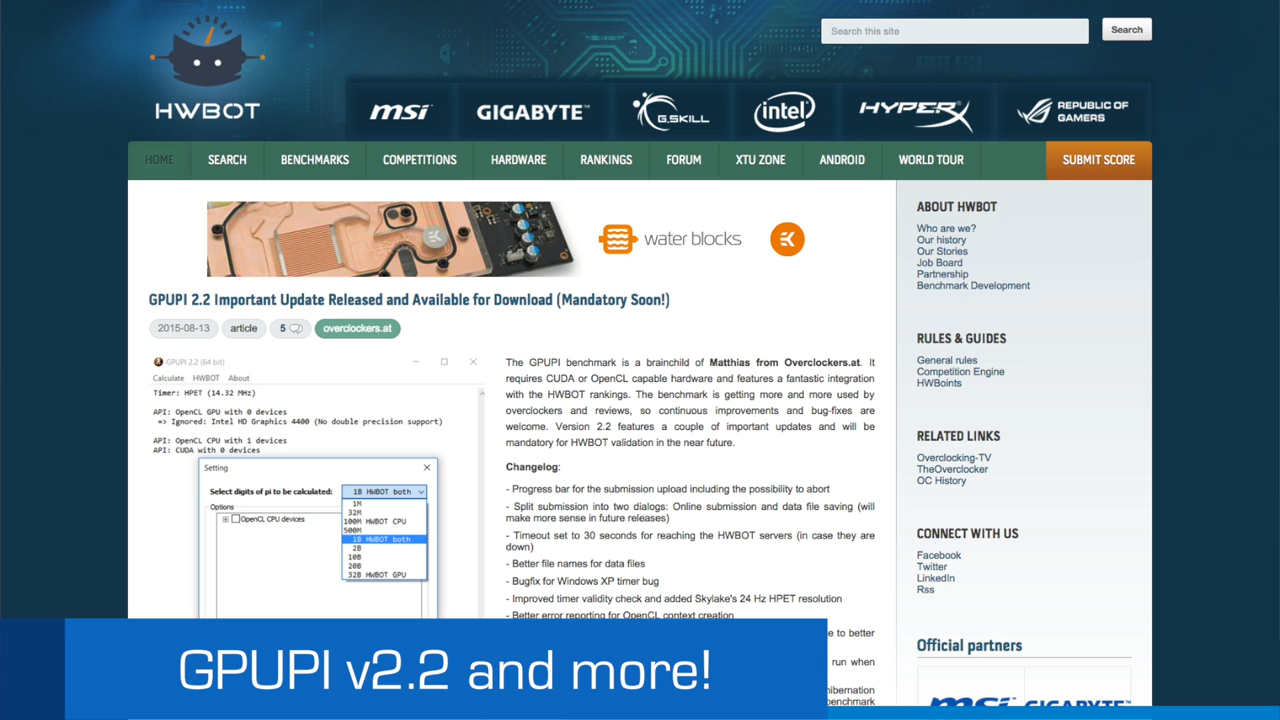 Search this site
Search
HWBOT
msi
GIGABYTE™
G.SKILL
intel
HYPERX
REPUBLIC OF
GAMERS
HOME
SEARCH
BENCHMARKS
COMPETITIONS
HARDWARE
RANKINGS
FORUM
XTU ZONE
ANDROID
WORLD TOUR
SUBMIT SCORE
water blocks
GPUPI 2.2 Important Update Released and Available for Download (Mandatory Soon!)
2015-08-13
article
5
overclockers.at
GPUPI 2.2 (64 bit)
Calculate HWBOT About
Timer: HPET (14.32 MHz)
API: OpenCL GPU with 0 devices
=> Ignored: Intel HD Graphics 4400 (No double precision support)
API: OpenCL CPU with 1 devices
API: CUDA with 0 devices
Setting
Select digits of pi to be calculated:
1B HWBOT both
Options
OpenCL CPU devices
1M
32M
100M HWBOT CPU
500M
1B HWBOT both
2B
10B
20B
32B HWBOT GPU
The GPUPI benchmark is a brainchild of Matthias from Overclockers.at. It
requires CUDA or OpenCL capable hardware and features a fantastic integration
with the HWBOT rankings. The benchmark is getting more and more used by
overclockers and reviews, so continuous improvements and bug-fixes are
welcome. Version 2.2 features a couple of important updates and will be
mandatory for HWBOT validation in the near future.
Changelog:
- Progress bar for the submission upload including the possibility to abort
- Split submission into two dialogs: Online submission and data file saving (will
make more sense in future releases)
- Timeout set to 30 seconds for reaching the HWBOT servers (in case they are
down)
- Better file names for data files
- Bugfix for Windows XP timer bug
- Improved timer validity check and added Skylake's 24 Hz HPET resolution
- Better error reporting for OpenCL context creation
e to better
run when
benchmark
ABOUT HWBOT
Who are we?
Our history
Our Stories
Job Board
Partnership
Benchmark Development
RULES & GUIDES
General rules
Competition Engine
HWBoints
RELATED LINKS
Overclocking-TV
TheOverclocker
OC History
CONNECT WITH US
Facebook
Twitter
LinkedIn
Rss
Official partners
msi
GIGABYTE™
GPUPI v2.2 and more!